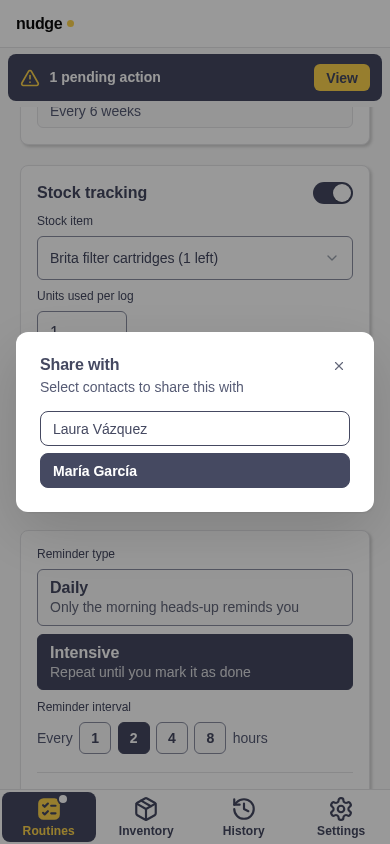 nudge
1 pending action
View
Every 6 weeks
Stock tracking
Stock item
Brita filter cartridges (1 left)
Units used per log
1
Share with
Select contacts to share this with
Laura Vázquez
María García
Reminder type
Daily
Only the morning heads-up reminds you
Intensive
Repeat until you mark it as done
Reminder interval
Every 1 2 4 8 hours
Routines Inventory History Settings